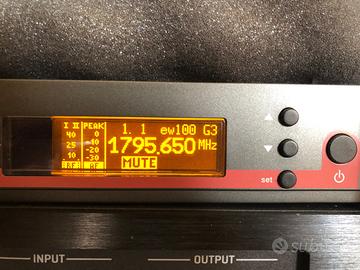 I II PEAK
1. 1 ew100 G3
40 0
25 -10
10 -20
-30
1795.650 MHz
MUTE
RF AF
set
INPUT
OUTPUT
subito